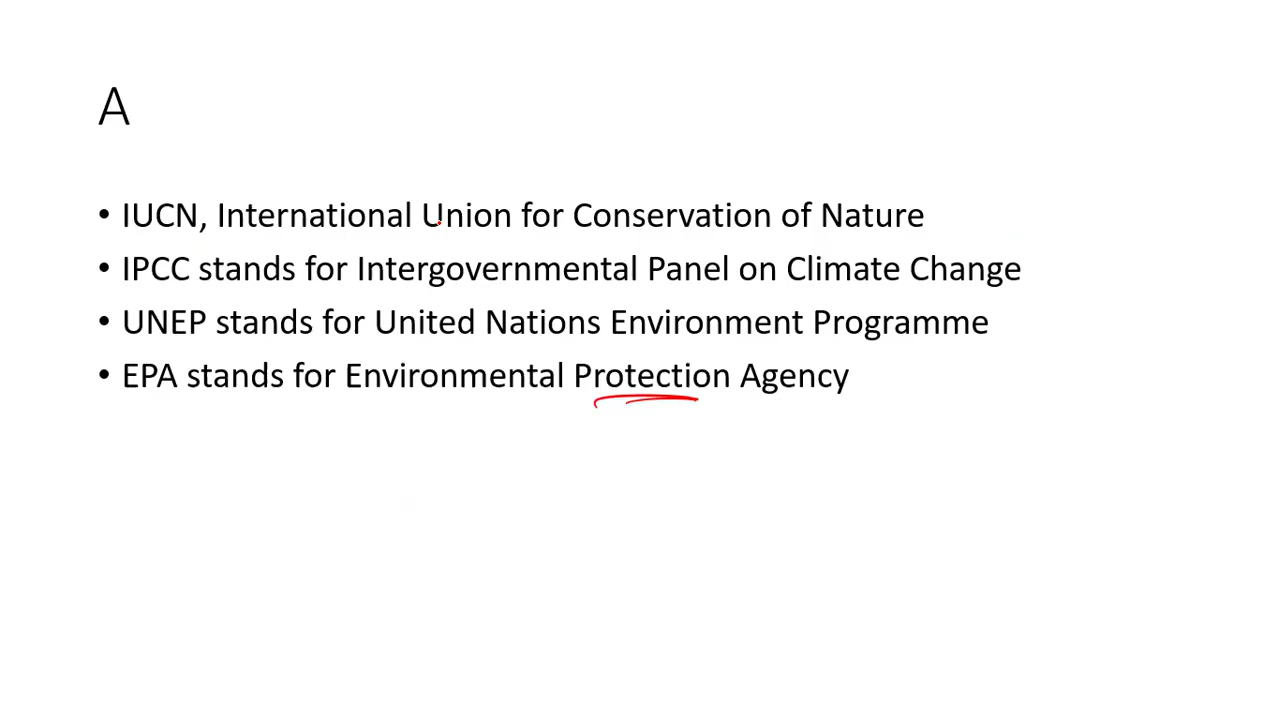 A
• IUCN, International Union for Conservation of Nature
• IPCC stands for Intergovernmental Panel on Climate Change
• UNEP stands for United Nations Environment Programme
• EPA stands for Environmental Protection Agency